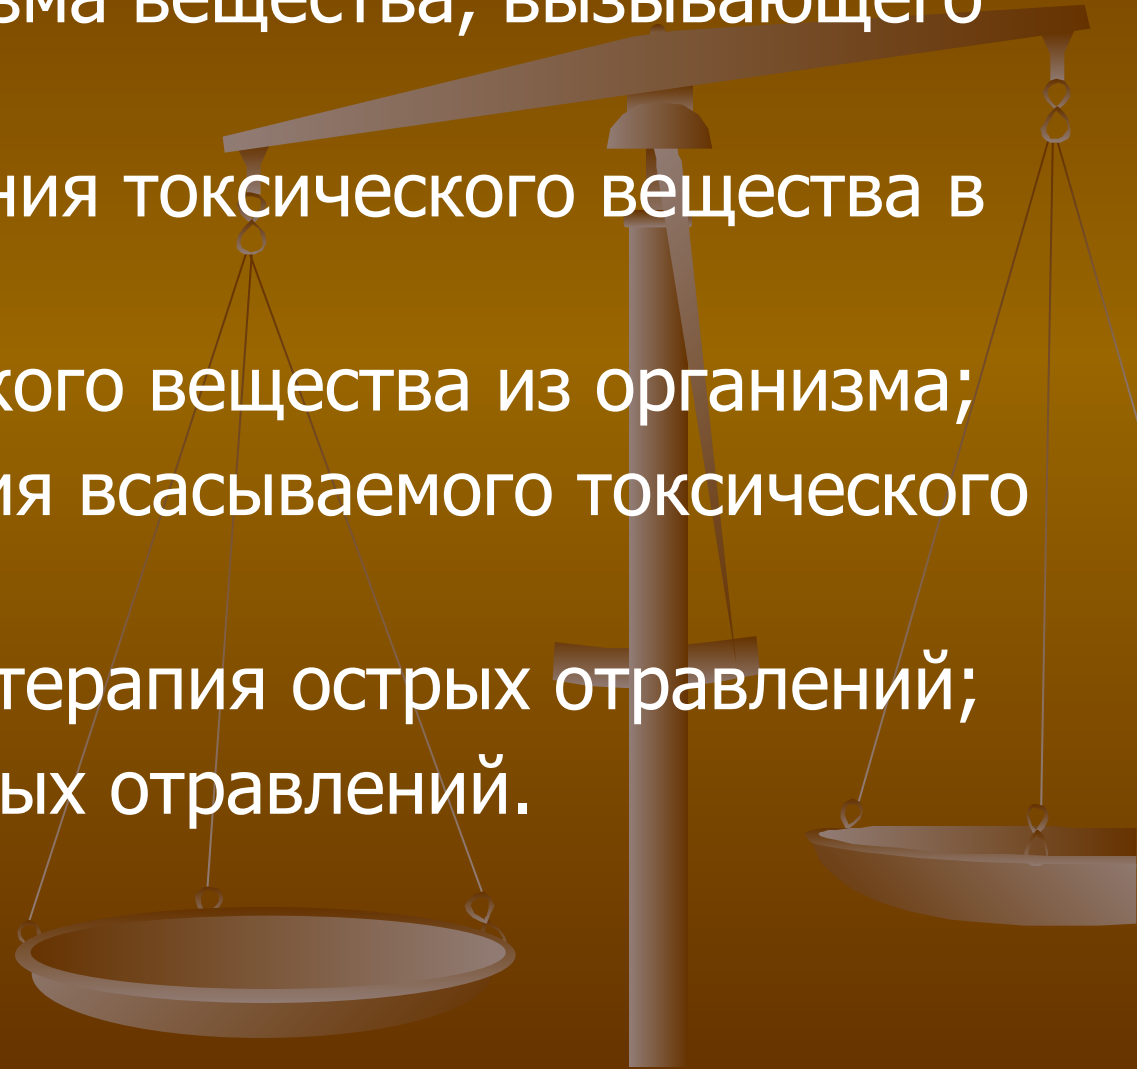 зма вещества, вызывающего
ния токсического вещества в
кого вещества из организма;
ия всасываемого токсического
терапия острых отравлений;
ых отравлений.